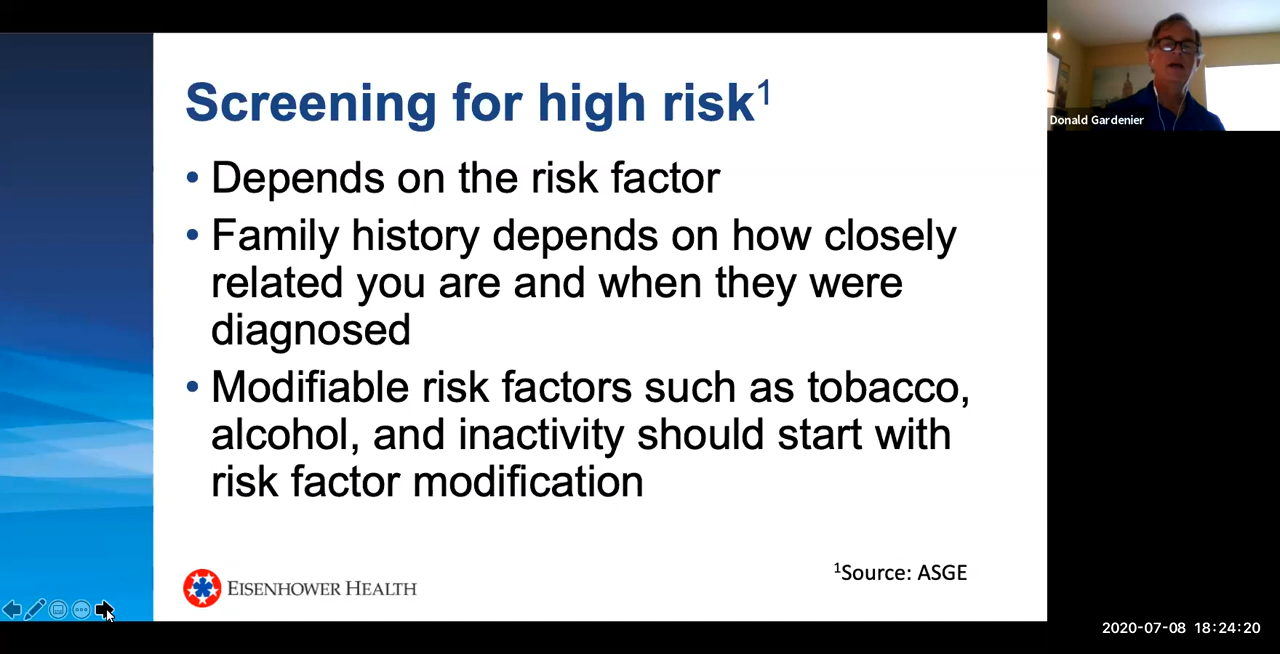 Screening for high risk¹
• Depends on the risk factor
• Family history depends on how closely
related you are and when they were
diagnosed
• Modifiable risk factors such as tobacco,
alcohol, and inactivity should start with
risk factor modification
¹Source: ASGE
EISENHOWER HEALTH
Donald Gardenier
2020-07-08 18:24:20